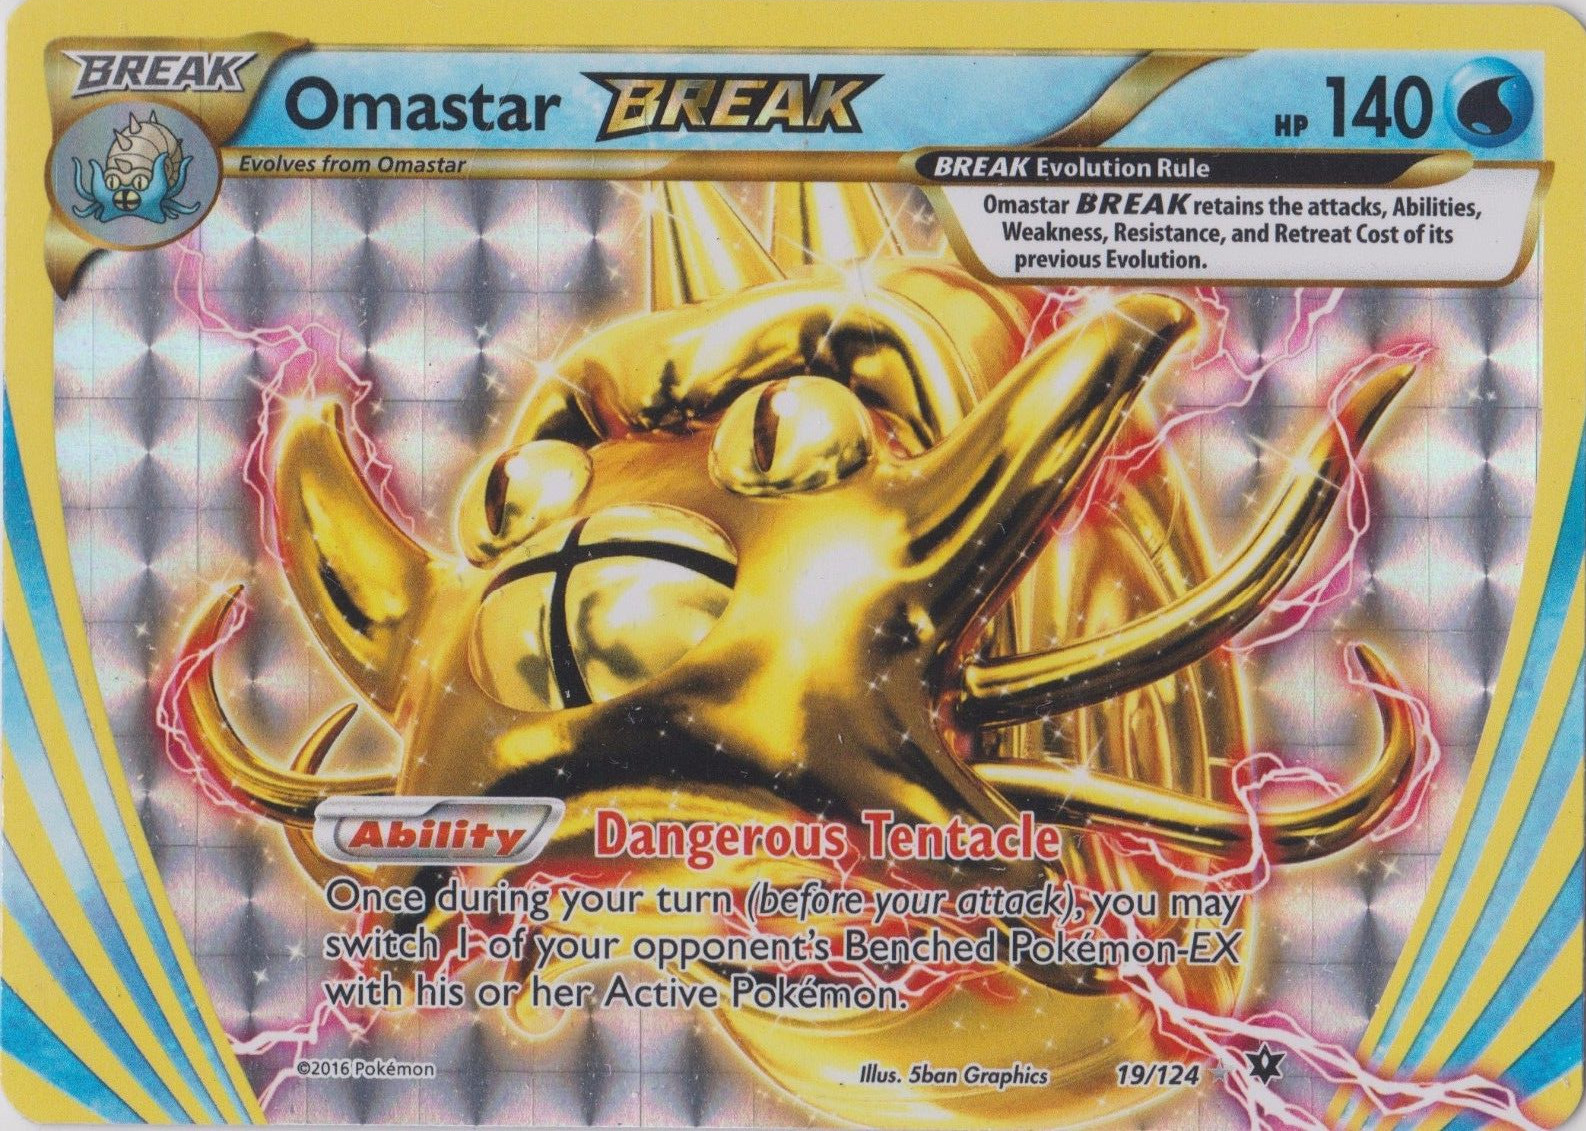 BREAK
Omastar BREAK
HP 140
Evolves from Omastar
BREAK Evolution Rule
Omastar BREAK retains the attacks, Abilities,
Weakness, Resistance, and Retreat Cost of its
previous Evolution.
Ability Dangerous Tentacle
Once during your turn (before your attack), you may
switch 1 of your opponent's Benched Pokémon-EX
with his or her Active Pokémon.
©2016 Pokémon
Illus. 5ban Graphics
19/124